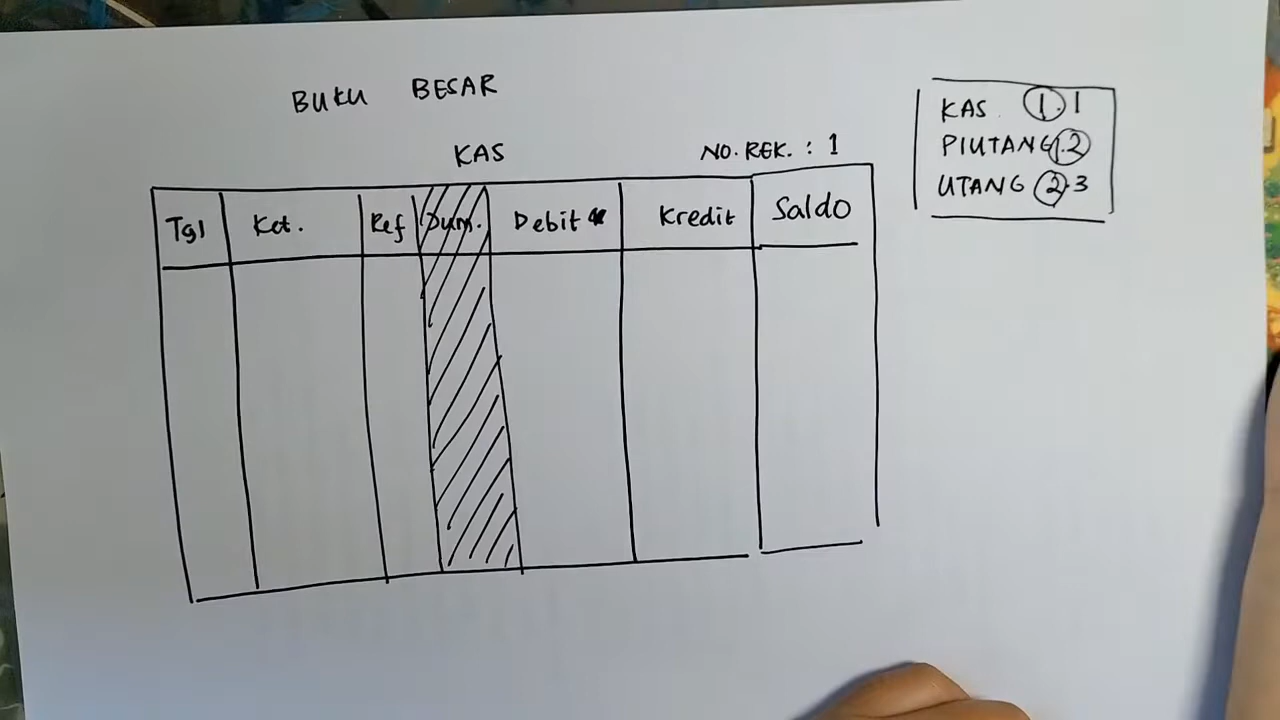 BUKU BESAR
KAS NO. REK. : 1
Tgl Ket. Ref Debit Kredit Saldo
KAS 1.1
PIUTANG 1.2
UTANG 2.3